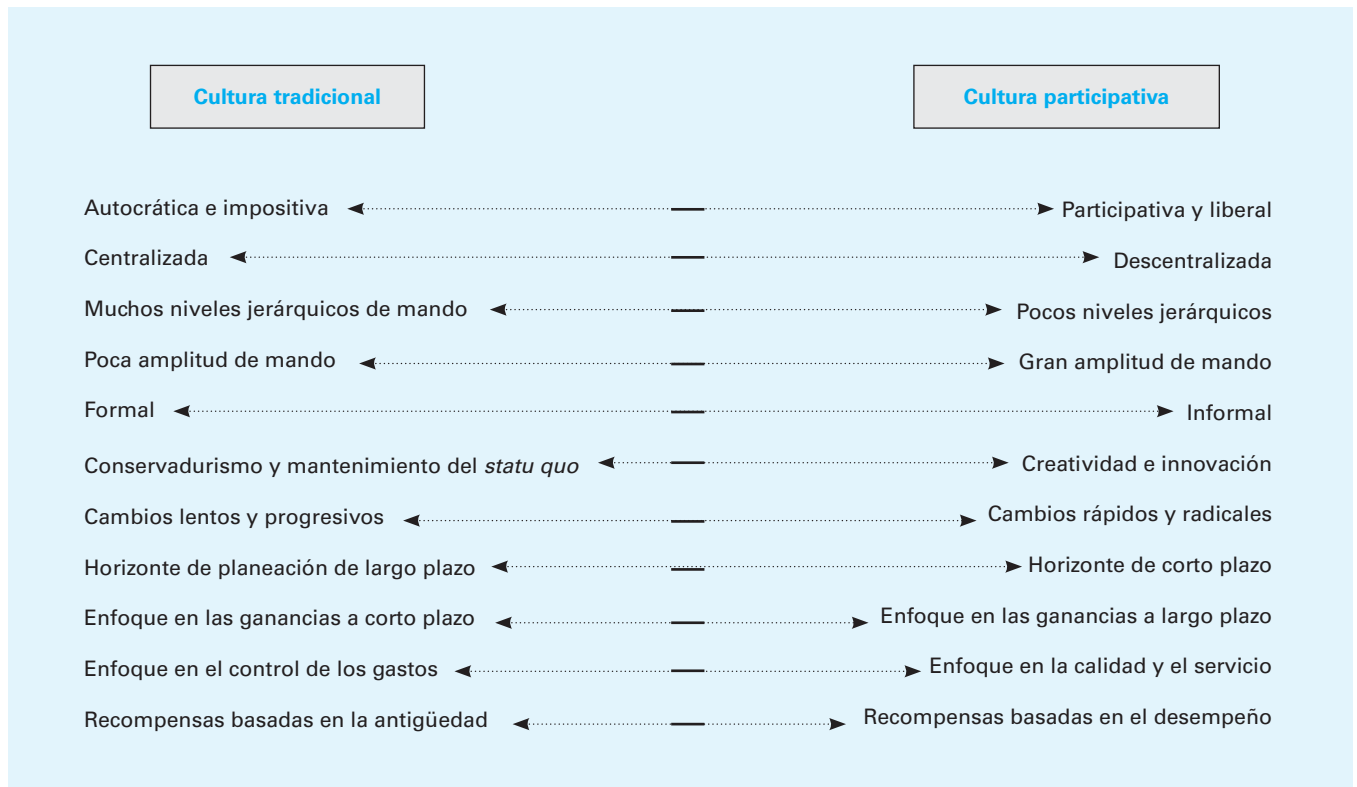 Cultura tradicional Cultura participativa
Autocrática e impositiva Participativa y liberal
Centralizada Descentralizada
Muchos niveles jerárquicos de mando Pocos niveles jerárquicos
Poca amplitud de mando Gran amplitud de mando
Formal Informal
Conservadurismo y mantenimiento del statu quo Creatividad e innovación
Cambios lentos y progresivos Cambios rápidos y radicales
Horizonte de planeación de largo plazo Horizonte de corto plazo
Enfoque en las ganancias a corto plazo Enfoque en las ganancias a largo plazo
Enfoque en el control de los gastos Enfoque en la calidad y el servicio
Recompensas basadas en la antigüedad Recompensas basadas en el desempeño